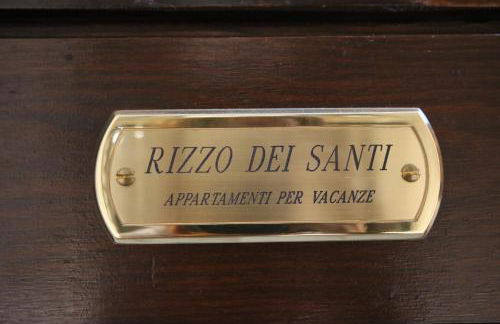 RIZZO DEI SANTI
APPARTAMENTI PER VACANZE